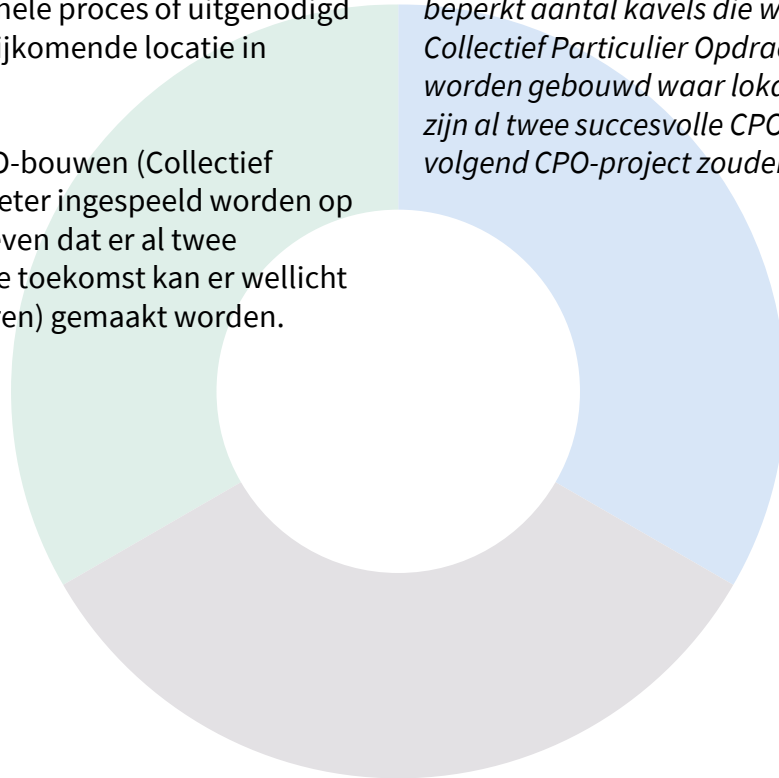 nele proces of uitgenodigd
ijkomende locatie in
O-bouwen (Collectief
eter ingespeeld worden op
ven dat er al twee
e toekomst kan er wellicht
en) gemaakt worden.
beperkt aantal kavels die w
Collectief Particulier Opdra
worden gebouwd waar loka
zijn al twee succesvolle CPO
volgend CPO-project zouden